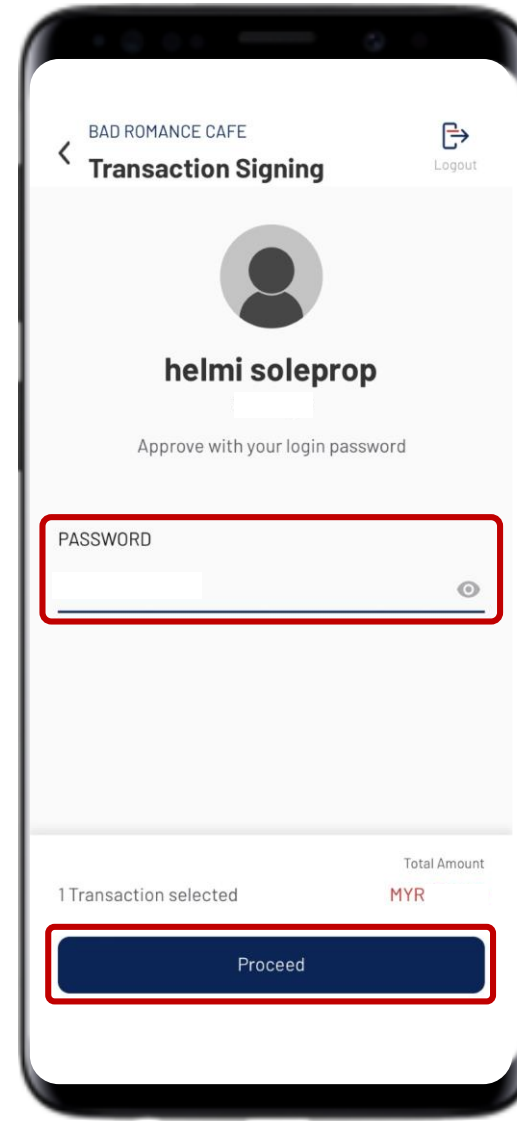 BAD ROMANCE CAFE
Transaction Signing
Logout
helmi soleprop
Approve with your login password
PASSWORD
Total Amount
1 Transaction selected
MYR
Proceed